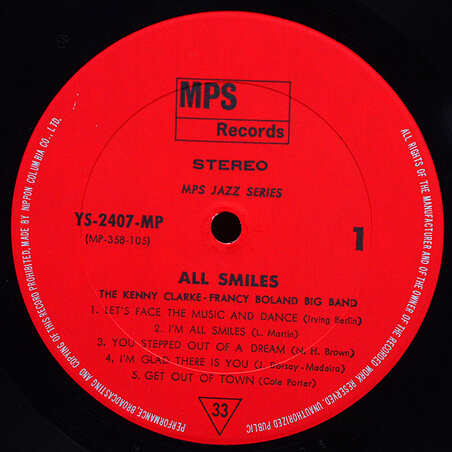 MPS
Records
STEREO
MPS JAZZ SERIES
YS-2407-MP
(MP-358-105)
1
ALL SMILES
THE KENNY CLARKE-FRANCY BOLAND BIG BAND
1. LET'S FACE THE MUSIC AND DANCE (Irving Berlin)
2. I'M ALL SMILES (L. Martin)
3. YOU STEPPED OUT OF A DREAM (N. H. Brown)
4. I'M GLAD THERE IS YOU (J. Dorsay-Madeira)
5. GET OUT OF TOWN (Cole Porter)
33
ALL RIGHTS OF THE MANUFACTURER AND OF THE OWNER OF THE RECORDED WORK RESERVED. UNAUTHORIZED PUBLIC
PERFORMANCE, BROADCASTING AND COPYING OF THIS RECORD PROHIBITED, MADE BY NIPPON COLUMBIA CO., LTD.